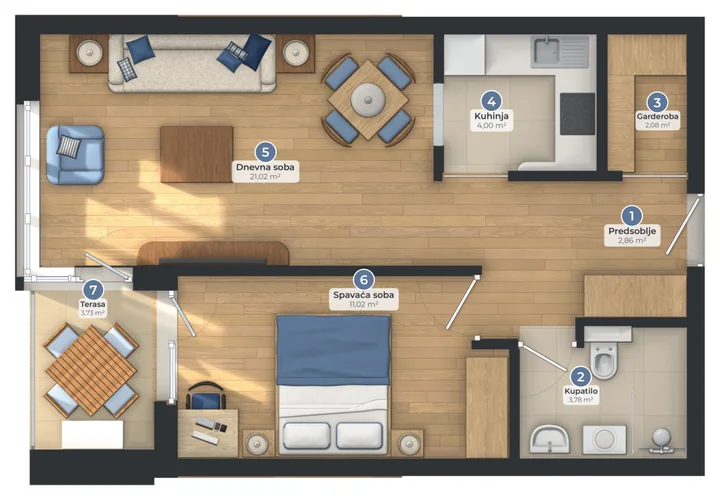 1
Predsoblje
2,86 m²
2
Kupatilo
3,78 m²
3
Garderoba
2,08 m²
4
Kuhinja
4,00 m²
5
Dnevna soba
21,02 m²
6
Spavaća soba
11,02 m²
7
Terasa
3,73 m²